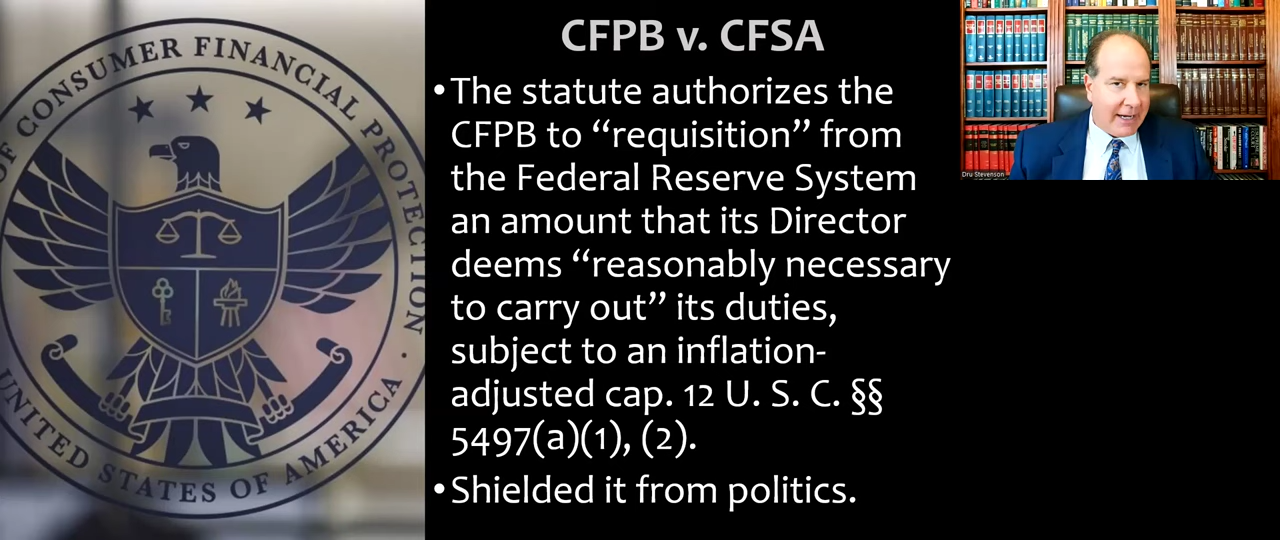 OF CONSUMER FINANCIAL PROTECTION ·
UNITED STATES OF AMERICA
CFPB v. CFSA
•The statute authorizes the
CFPB to “requisition” from
the Federal Reserve System
an amount that its Director
deems “reasonably necessary
to carry out” its duties,
subject to an inflation-
adjusted cap. 12 U. S. C. §§
5497(a)(1), (2).
•Shielded it from politics.
Dru Stevenson